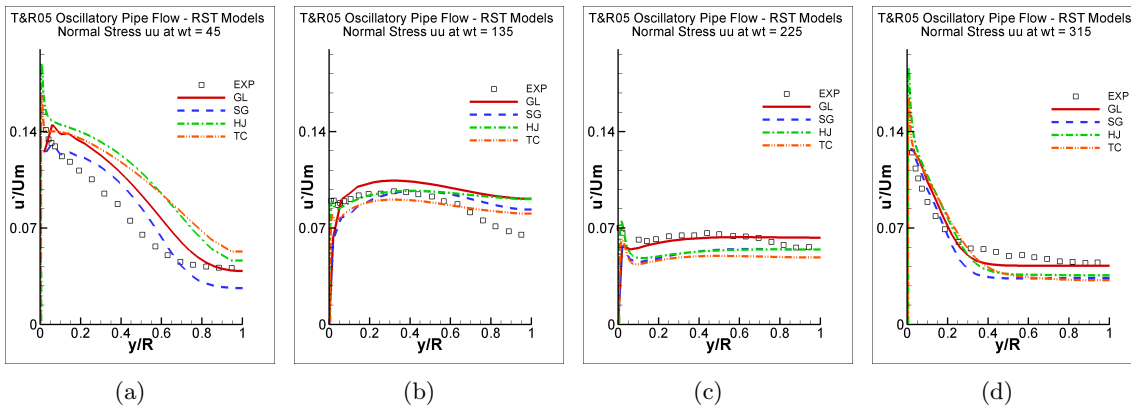 T&R05 Oscillatory Pipe Flow - RST Models
Normal Stress uu at wt = 45
EXP
GL
SG
HJ
TC
u'/Um
0.14
0.07
0
0 0.2 0.4 0.6 0.8 1
y/R
(a)
T&R05 Oscillatory Pipe Flow - RST Models
Normal Stress uu at wt = 135
EXP
GL
SG
HJ
TC
u'/Um
0.14
0.07
0
0 0.2 0.4 0.6 0.8 1
y/R
(b)
T&R05 Oscillatory Pipe Flow - RST Models
Normal Stress uu at wt = 225
EXP
GL
SG
HJ
TC
u'/Um
0.14
0.07
0
0 0.2 0.4 0.6 0.8 1
y/R
(c)
T&R05 Oscillatory Pipe Flow - RST Models
Normal Stress uu at wt = 315
EXP
GL
SG
HJ
TC
u'/Um
0.14
0.07
0
0 0.2 0.4 0.6 0.8 1
y/R
(d)